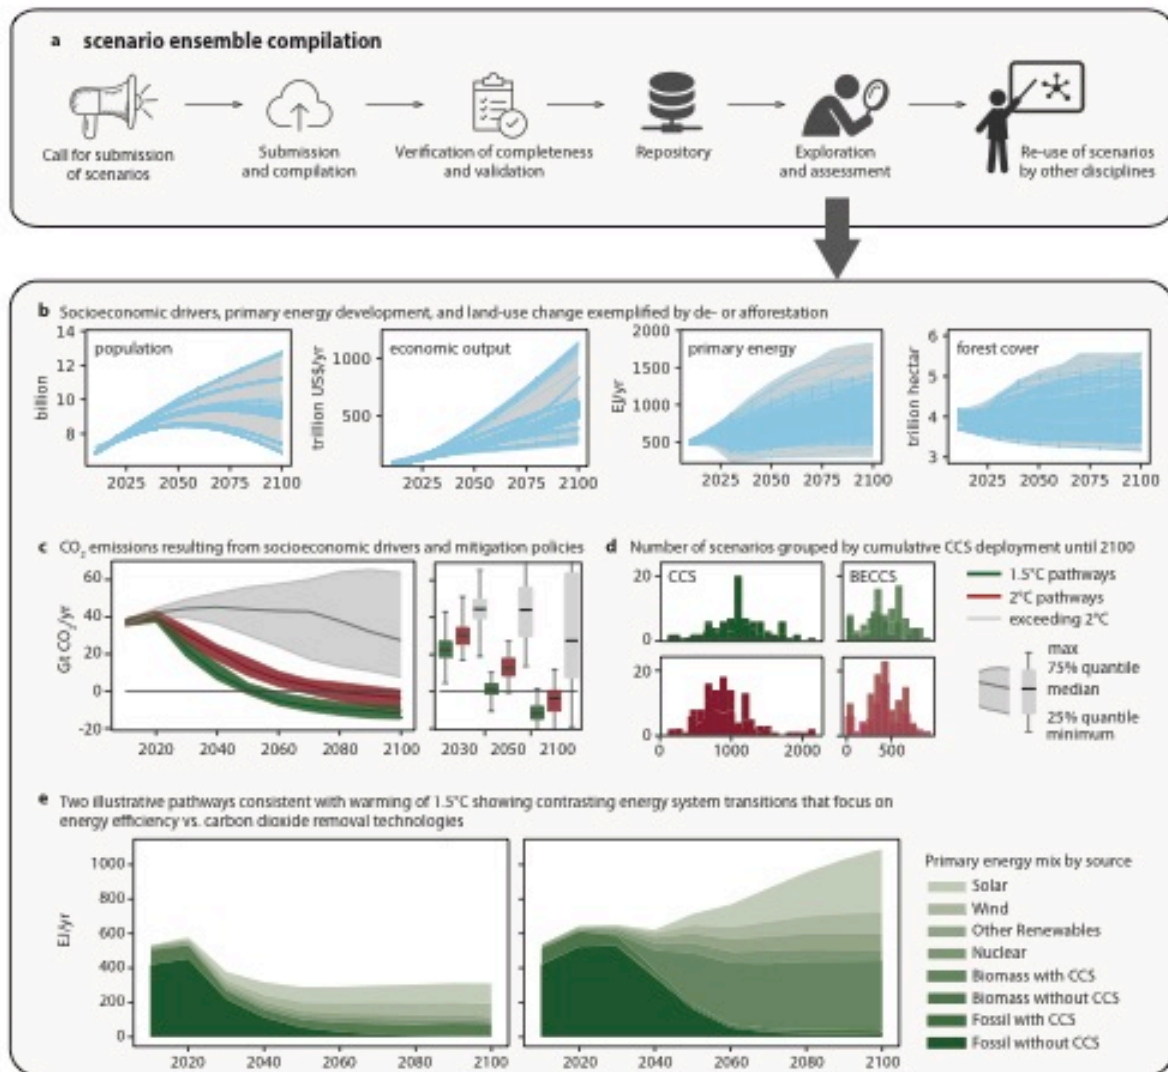 a scenario ensemble compilation
Call for submission
of scenarios
Submission
and compilation
Verification of completeness
and validation
Repository
Exploration
and assessment
Re-use of scenarios
by other disciplines
b Socioeconomic drivers, primary energy development, and land-use change exemplified by de- or afforestation
billion
14
12
10
8
population
2025 2050 2075 2100
trillion US$/yr
1000
500
economic output
2025 2050 2075 2100
EJ/yr
2000
1500
1000
500
primary energy
2025 2050 2075 2100
trillion hectar
6
5
4
3
forest cover
2025 2050 2075 2100
c CO₂ emissions resulting from socioeconomic drivers and mitigation policies
Gt CO₂/yr
60
40
20
0
-20
2020 2040 2060 2080 2100
2030 2050 2100
d Number of scenarios grouped by cumulative CCS deployment until 2100
CCS
20
0
BECCS
20
0
0 1000 2000
0 500
1.5°C pathways
2°C pathways
exceeding 2°C
max
75% quantile
median
25% quantile
minimum
e Two illustrative pathways consistent with warming of 1.5°C showing contrasting energy system transitions that focus on
energy efficiency vs. carbon dioxide removal technologies
EJ/yr
1000
800
600
400
200
0
2020 2040 2060 2080 2100
2020 2040 2060 2080 2100
Primary energy mix by source
Solar
Wind
Other Renewables
Nuclear
Biomass with CCS
Biomass without CCS
Fossil with CCS
Fossil without CCS